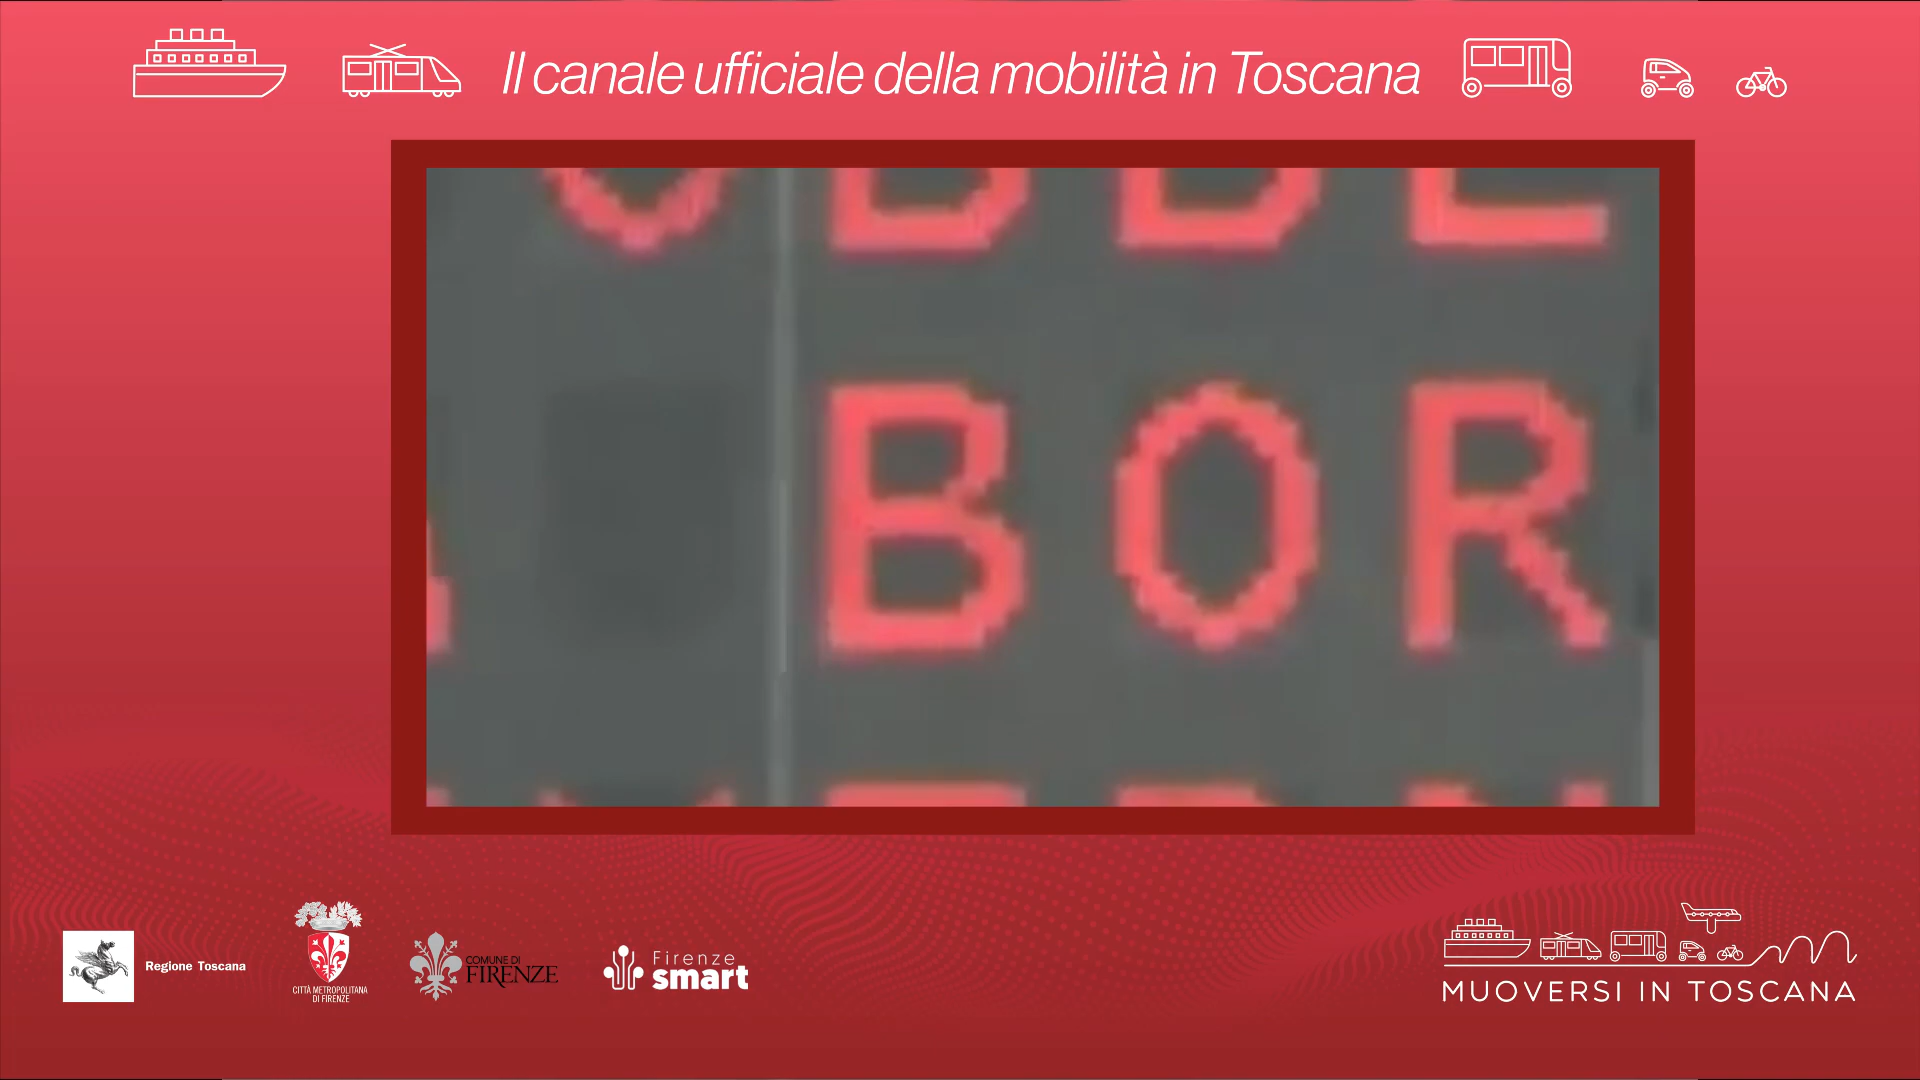 Il canale ufficiale della mobilità in Toscana
BOR
Regione Toscana
CITTÀ METROPOLITANA
DI FIRENZE
COMUNE DI
FIRENZE
Firenze
smart
MUOVERSI IN TOSCANA